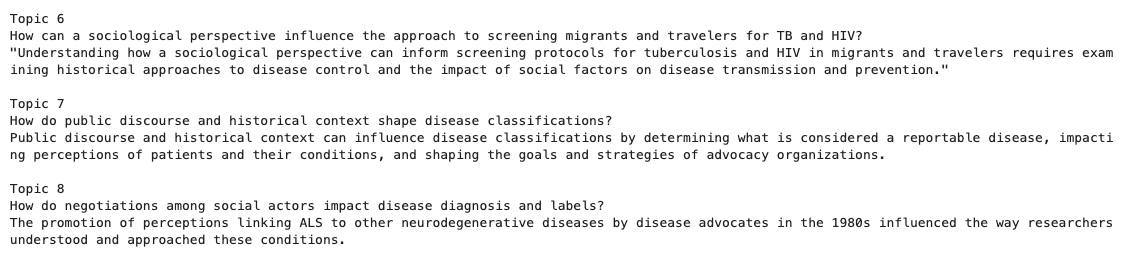 Topic 6
How can a sociological perspective influence the approach to screening migrants and travelers for TB and HIV?
"Understanding how a sociological perspective can inform screening protocols for tuberculosis and HIV in migrants and travelers requires exam
ining historical approaches to disease control and the impact of social factors on disease transmission and prevention."
Topic 7
How do public discourse and historical context shape disease classifications?
Public discourse and historical context can influence disease classifications by determining what is considered a reportable disease, impacti
ng perceptions of patients and their conditions, and shaping the goals and strategies of advocacy organizations.
Topic 8
How do negotiations among social actors impact disease diagnosis and labels?
The promotion of perceptions linking ALS to other neurodegenerative diseases by disease advocates in the 1980s influenced the way researchers
understood and approached these conditions.